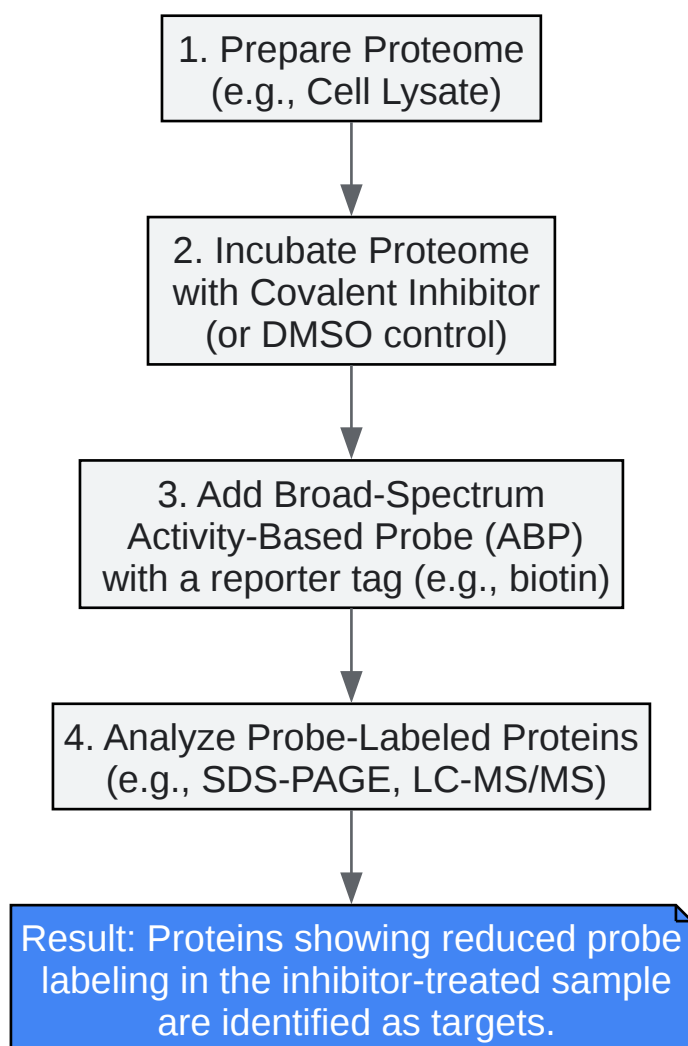 1. Prepare Proteome
(e.g., Cell Lysate)
2. Incubate Proteome
with Covalent Inhibitor
(or DMSO control)
3. Add Broad-Spectrum
Activity-Based Probe (ABP)
with a reporter tag (e.g., biotin)
4. Analyze Probe-Labeled Proteins
(e.g., SDS-PAGE, LC-MS/MS)
Result: Proteins showing reduced probe
labeling in the inhibitor-treated sample
are identified as targets.